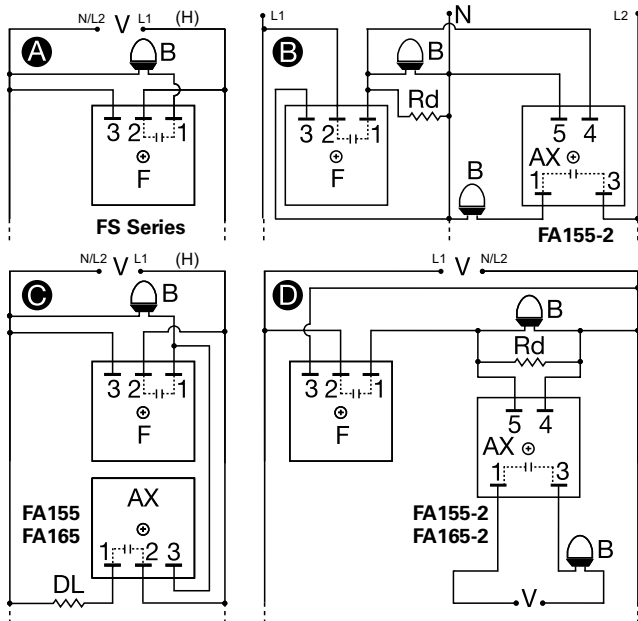 A
N/L2 V L1 (H)
B
3 2 1
F
FS Series
B
L1 N L2
B
Rd
3 2 1
F
5 4
AX
1 3
B
FA155-2
C
N/L2 V L1 (H)
B
3 2 1
F
AX
FA155
FA165
1 2 3
DL
D
L1 V N/L2
B
Rd
3 2 1
F
5 4
AX
1 3
FA155-2
FA165-2
B
V